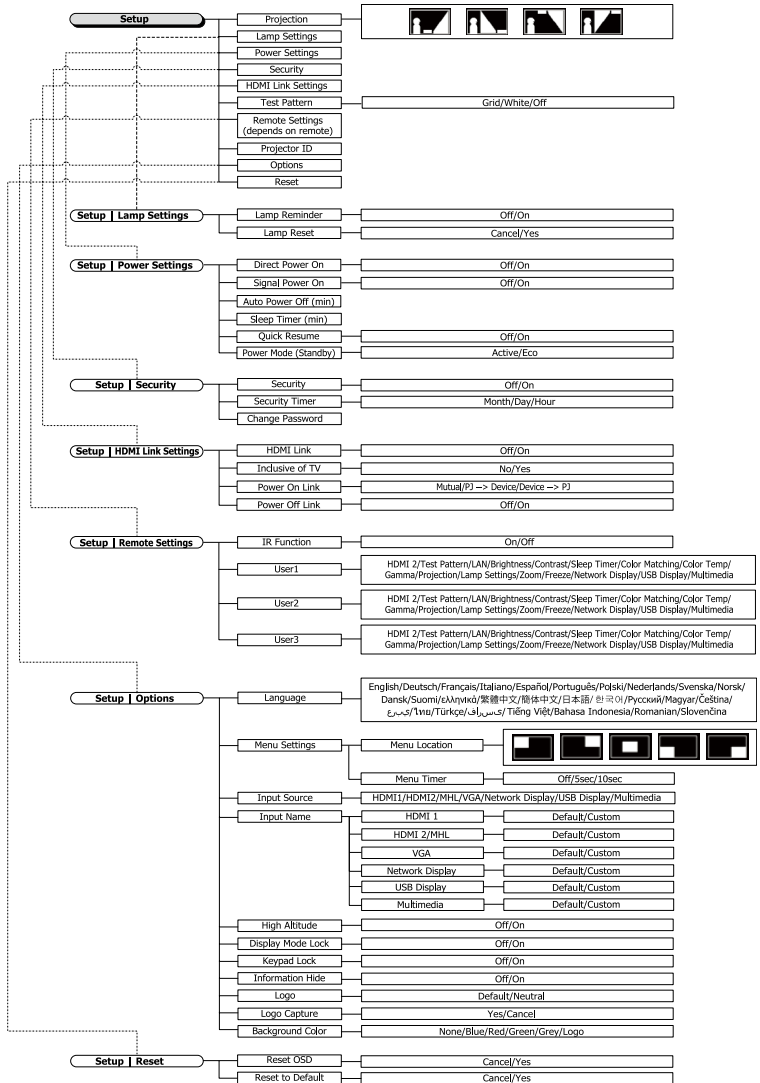 Setup
Projection
Lamp Settings
Power Settings
Security
HDMI Link Settings
Test Pattern
Grid/White/Off
Remote Settings
(depends on remote)
Projector ID
Options
Reset
Setup | Lamp Settings
Lamp Reminder
Off/On
Lamp Reset
Cancel/Yes
Setup | Power Settings
Direct Power On
Off/On
Signal Power On
Off/On
Auto Power Off (min)
Sleep Timer (min)
Quick Resume
Off/On
Power Mode (Standby)
Active/Eco
Setup | Security
Security
Off/On
Security Timer
Month/Day/Hour
Change Password
Setup | HDMI Link Settings
HDMI Link
Off/On
Inclusive of TV
No/Yes
Power On Link
Mutual/PJ --> Device/Device --> PJ
Power Off Link
Off/On
Setup | Remote Settings
IR Function
On/Off
User1
HDMI 2/Test Pattern/LAN/Brightness/Contrast/Sleep Timer/Color Matching/Color Temp/
Gamma/Projection/Lamp Settings/Zoom/Freeze/Network Display/USB Display/Multimedia
User2
HDMI 2/Test Pattern/LAN/Brightness/Contrast/Sleep Timer/Color Matching/Color Temp/
Gamma/Projection/Lamp Settings/Zoom/Freeze/Network Display/USB Display/Multimedia
User3
HDMI 2/Test Pattern/LAN/Brightness/Contrast/Sleep Timer/Color Matching/Color Temp/
Gamma/Projection/Lamp Settings/Zoom/Freeze/Network Display/USB Display/Multimedia
Setup | Options
Language
English/Deutsch/Français/Italiano/Español/Português/Polski/Nederlands/Svenska/Norsk/
Dansk/Suomi/ελληνικά/繁體中文/簡体中文/日本語/한국어/Русский/Magyar/Čeština/
ﻯﺏﺭﻉ/ไทย/Türkçe/ﻯﺱﺭﺍﻑ/Tiếng Việt/Bahasa Indonesia/Romanian/Slovenčina
Menu Settings
Menu Location
Menu Timer
Off/5sec/10sec
Input Source
HDMI1/HDMI2/MHL/VGA/Network Display/USB Display/Multimedia
Input Name
HDMI 1
Default/Custom
HDMI 2/MHL
Default/Custom
VGA
Default/Custom
Network Display
Default/Custom
USB Display
Default/Custom
Multimedia
Default/Custom
High Altitude
Off/On
Display Mode Lock
Off/On
Keypad Lock
Off/On
Information Hide
Off/On
Logo
Default/Neutral
Logo Capture
Yes/Cancel
Background Color
None/Blue/Red/Green/Grey/Logo
Setup | Reset
Reset OSD
Cancel/Yes
Reset to Default
Cancel/Yes